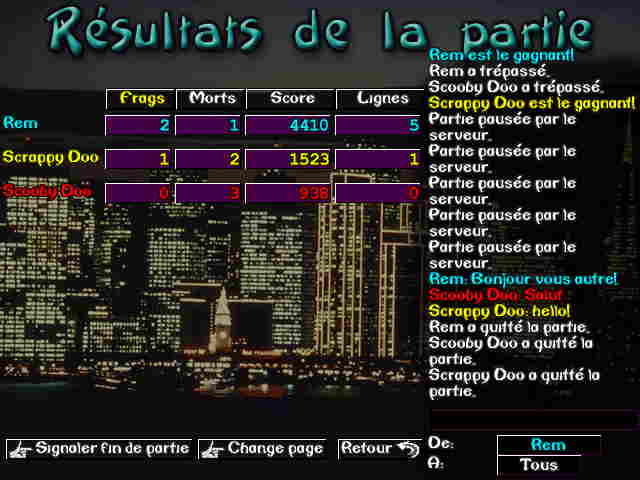 Résultats de la partie
Frags Morts Score Lignes
Rem 2 1 4410 5
Scrappy Doo 1 2 1523 1
Scooby Doo 0 3 938 0
Rem est le gagnant!
Rem a trépassé.
Scooby Doo a trépassé.
Scrappy Doo est le gagnant!
Partie pausée par le
serveur.
Partie pausée par le
serveur.
Partie pausée par le
serveur.
Partie pausée par le
serveur.
Partie pausée par le
serveur.
Rem: Bonjour vous autre!
Scooby Doo: Salut
Scrappy Doo: hello!
Rem a quitté la partie.
Scooby Doo a quitté la
partie.
Scrappy Doo a quitté la
partie.
Signaler fin de partie Change page Retour
De: Rem
A: Tous